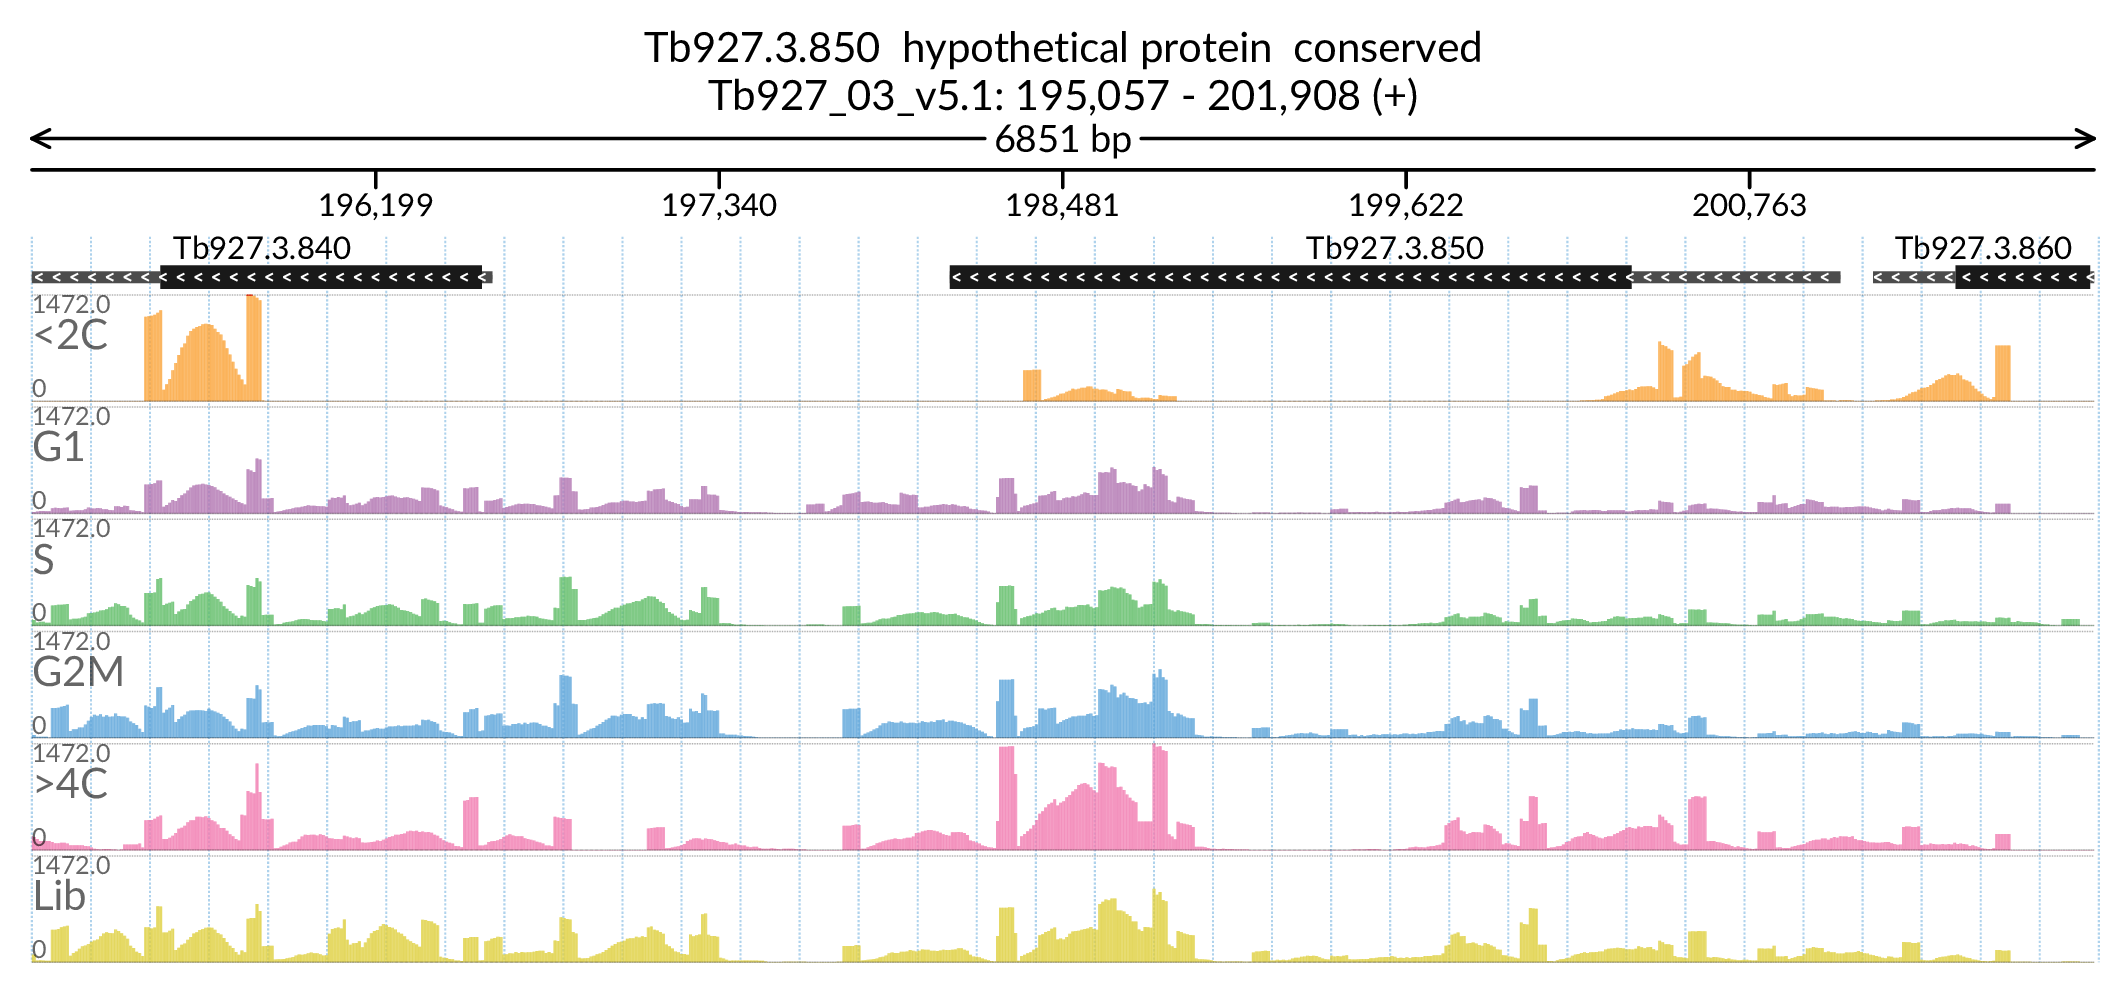 Tb927.3.850  hypothetical protein  conserved
Tb927_03_v5.1: 195,057 - 201,908 (+)
6851 bp
196,199 197,340 198,481 199,622 200,763
Tb927.3.840 Tb927.3.850 Tb927.3.860
1472.0
<2C
0
1472.0
G1
0
1472.0
S
0
1472.0
G2M
0
1472.0
>4C
0
1472.0
Lib
0